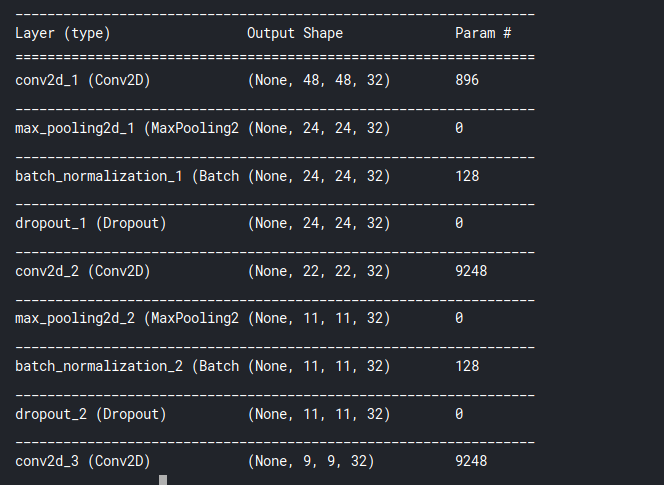 _________________________________________________________________
Layer (type)                 Output Shape              Param #
=================================================================
conv2d_1 (Conv2D)            (None, 48, 48, 32)        896
_________________________________________________________________
max_pooling2d_1 (MaxPooling2 (None, 24, 24, 32)        0
_________________________________________________________________
batch_normalization_1 (Batch (None, 24, 24, 32)        128
_________________________________________________________________
dropout_1 (Dropout)          (None, 24, 24, 32)        0
_________________________________________________________________
conv2d_2 (Conv2D)            (None, 22, 22, 32)        9248
_________________________________________________________________
max_pooling2d_2 (MaxPooling2 (None, 11, 11, 32)        0
_________________________________________________________________
batch_normalization_2 (Batch (None, 11, 11, 32)        128
_________________________________________________________________
dropout_2 (Dropout)          (None, 11, 11, 32)        0
_________________________________________________________________
conv2d_3 (Conv2D)            (None, 9, 9, 32)          9248